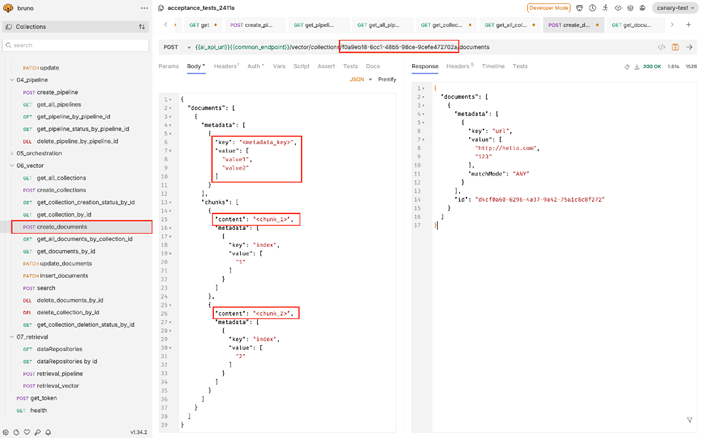 bruno
acceptance_tests_2411s
Developer Mode
Collections
GET get
POST create_pi...
GET get_pipeli...
GET get_all_pip...
GET get_collec...
GET get_all_col...
POST create_d...
GET get_docu...
canary-test
Search
POST
{{ai_api_url}}{{common_endpoint}}/vector/collections/f0a9eb18-6cc1-48b5-98ce-9cefe472702a/documents
PATCH update
04_pipeline
POST create_pipeline
GET get_all_pipelines
GET get_pipeline_by_pipeline_id
GET get_pipeline_status_by_pipeline_id
DEL delete_pipeline_by_pipeline_id
05_orchestration
06_vector
GET get_all_collections
POST create_collections
GET get_collection_creation_status_by_id
GET get_collection_by_id
POST create_documents
GET get_all_documents_by_collection_id
GET get_documents_by_id
PATCH update_documents
PATCH insert_documents
POST search
DEL delete_documents_by_id
DEL delete_collection_by_id
GET get_collection_deletion_status_by_id
07_retrieval
GET dataRepositories
GET dataRepositories by id
POST retrieval_pipeline
POST retrieval_vector
POST get_token
GET health
v1.34.2
Params Body Headers Auth Vars Script Assert Tests Docs
JSON Prettify
1 {
2 "documents": [
3 {
4 "metadata": [
5 {
6 "key": "<metadata_key>",
7 "value": [
8 "value1",
9 "value2"
10 ]
11 }
12 ],
13 "chunks": [
14 {
15 "content": "<chunk_1>",
16 "metadata": [
17 {
18 "key": "index",
19 "value": [
20 "1"
21 ]
22 }
23 ]
24 },
25 {
26 "content": "<chunk_2>",
27 "metadata": [
28 {
29 "key": "index",
30 "value": [
31 "2"
32 ]
33 }
34 ]
35 }
36 ]
37 }
38 ]
39 }
Response Headers Timeline Tests
200 OK 1.61s 153B
1 {
2 "documents": [
3 {
4 "metadata": [
5 {
6 "key": "url",
7 "value": [
8 "http://hello.com",
9 "123"
10 ],
11 "matchMode": "ANY"
12 }
13 ],
14 "id": "d4cf0a60-6296-4a37-9a42-75a1c8c8f272"
15 }
16 ]
17 }